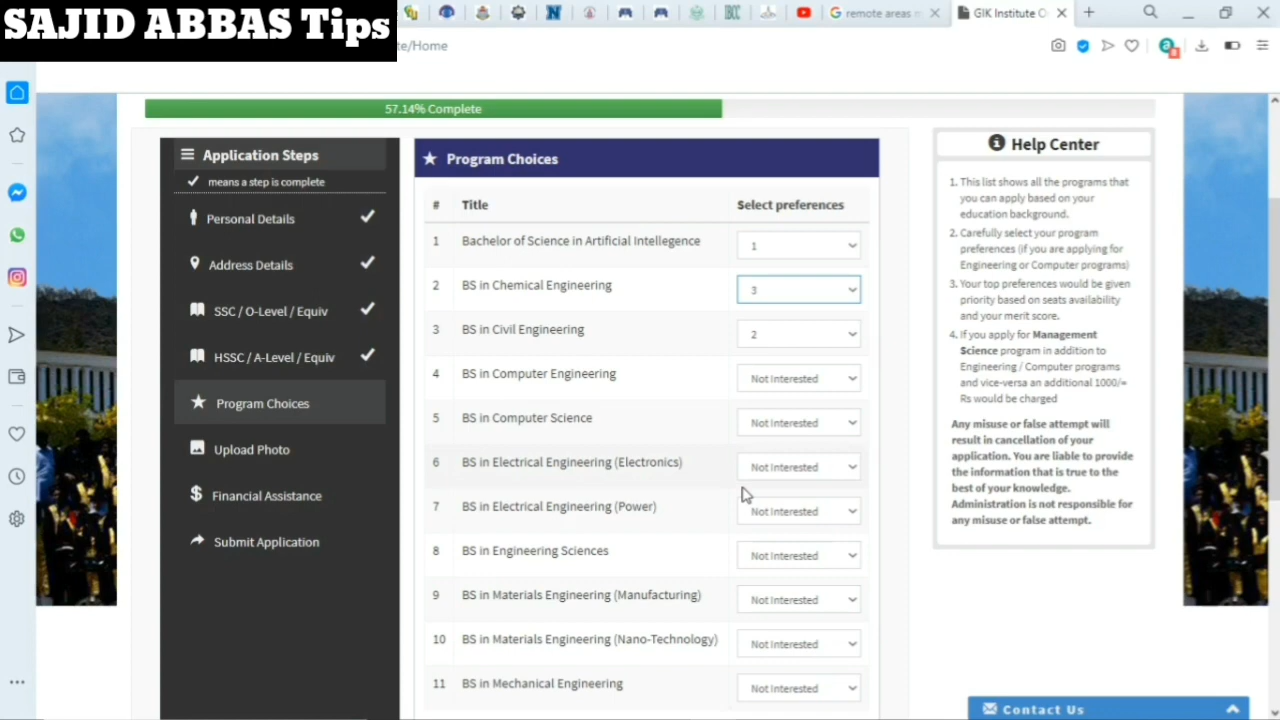 SAJID ABBAS Tips
remote areas
GIK Institute O
te/Home
57.14% Complete
Application Steps
means a step is complete
Personal Details
Address Details
SSC / O-Level / Equiv
HSSC / A-Level / Equiv
Program Choices
Upload Photo
Financial Assistance
Submit Application
Program Choices
# Title Select preferences
1 Bachelor of Science in Artificial Intellegence 1
2 BS in Chemical Engineering 3
3 BS in Civil Engineering 2
4 BS in Computer Engineering Not Interested
5 BS in Computer Science Not Interested
6 BS in Electrical Engineering (Electronics) Not Interested
7 BS in Electrical Engineering (Power) Not Interested
8 BS in Engineering Sciences Not Interested
9 BS in Materials Engineering (Manufacturing) Not Interested
10 BS in Materials Engineering (Nano-Technology) Not Interested
11 BS in Mechanical Engineering Not Interested
Help Center
1. This list shows all the programs that
you can apply based on your
education background.
2. Carefully select your program
preferences (if you are applying for
Engineering or Computer programs)
3. Your top preferences would be given
priority based on seats availability
and your merit score.
4. If you apply for Management
Science program in addition to
Engineering / Computer programs
and vice-versa an additional 1000/=
Rs would be charged
Any misuse or false attempt will
result in cancellation of your
application. You are liable to provide
the information that is true to the
best of your knowledge.
Administration is not responsible for
any misuse or false attempt.
Contact Us